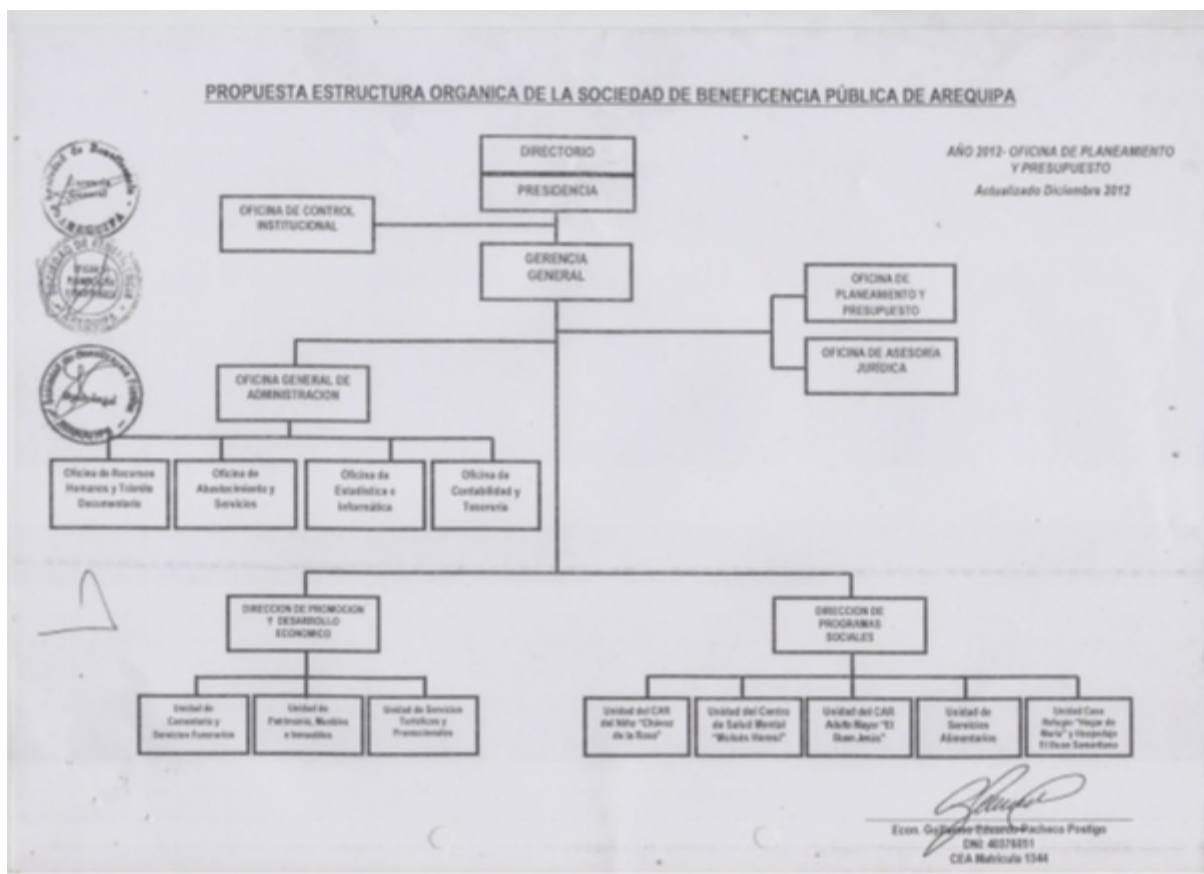 PROPUESTA ESTRUCTURA ORGANICA DE LA SOCIEDAD DE BENEFICENCIA PÚBLICA DE AREQUIPA
AÑO 2012- OFICINA DE PLANEAMIENTO
Y PRESUPUESTO
Actualizado Diciembre 2012
DIRECTORIO
PRESIDENCIA
OFICINA DE CONTROL
INSTITUCIONAL
GERENCIA
GENERAL
OFICINA DE
PLANEAMIENTO Y
PRESUPUESTO
OFICINA DE ASESORÍA
JURÍDICA
OFICINA GENERAL DE
ADMINISTRACION
Oficina de Recursos
Humanos y Trámite
Documentario
Oficina de
Abastecimiento y
Servicios
Oficina de
Estadística e
Informática
Oficina de
Contabilidad y
Tesorería
DIRECCION DE PROMOCION
Y DESARROLLO
ECONOMICO
DIRECCION DE
PROGRAMAS
SOCIALES
Unidad de
Cementerio y
Servicios Funerarios
Unidad de
Patrimonio, Muebles
e Inmuebles
Unidad de Servicios
Turísticos y
Promocionales
Unidad del CAR
del Niño "Chávez
de la Rosa"
Unidad del Centro
de Salud Mental
"Moisés Heresi"
Unidad del CAR
Adulto Mayor "El
Buen Jesús"
Unidad de
Servicios
Alimentarios
Unidad Casa
Refugio "Hogar de
María" y Hospedaje
El Buen Samaritano
Econ. Guillermo Eduardo Pacheco Postigo
DNI:
CEA Matricula 1344